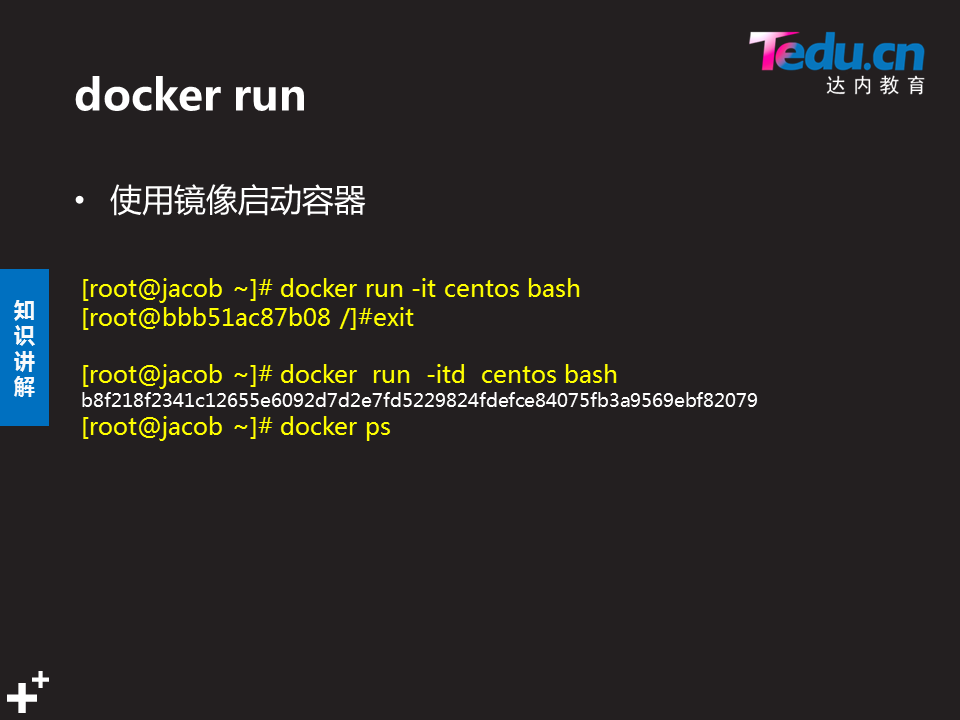 Tedu.cn
达内教育
docker run
• 使用镜像启动容器
知识讲解
[root@jacob ~]# docker run -it centos bash
[root@bbb51ac87b08 /]#exit
[root@jacob ~]# docker run -itd centos bash
b8f218f2341c12655e6092d7d2e7fd5229824fdefce84075fb3a9569ebf82079
[root@jacob ~]# docker ps